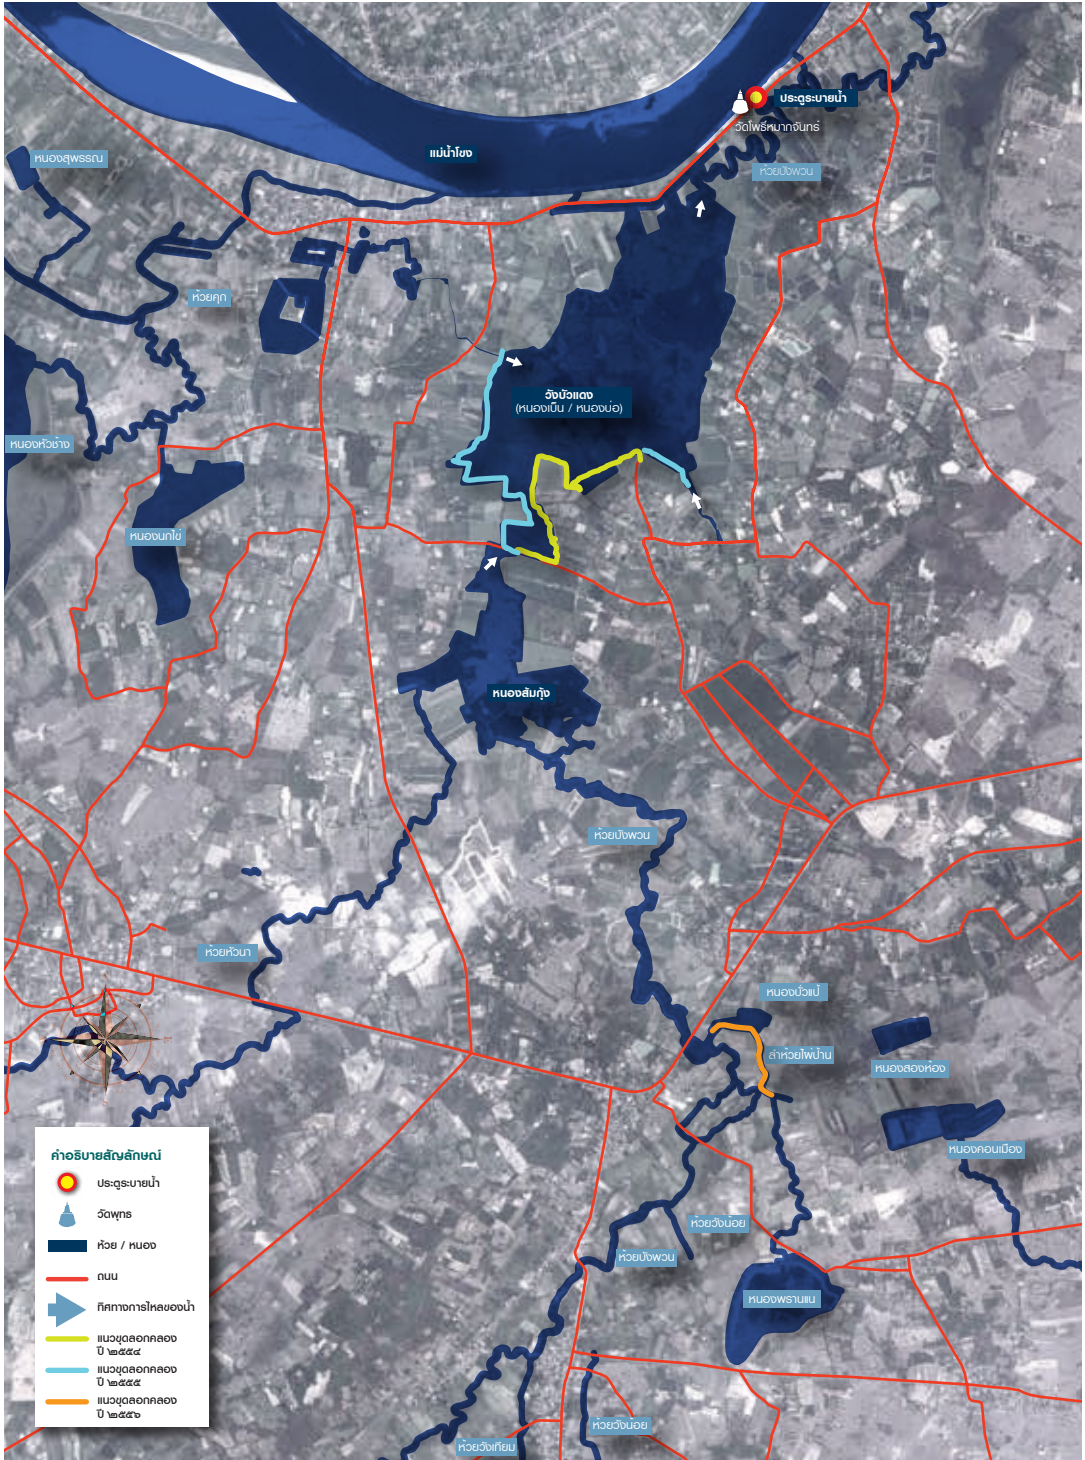 ประตูระบายน้ำ
วัดโพธิ์หมากจันทร์
แม่น้ำโขง
หนองสุพรรณ
ห้วยบังพวน
ห้วยคุก
วังบัวแดง
(หนองเบ็น / หนองบ่อ)
หนองหัวช้าง
หนองนกไข่
หนองส้มกุ้ง
ห้วยบังพวน
ห้วยหัวนา
หนองบัวแป้
ลำห้วยไผ่ป่าน
หนองสองห้อง
หนองคอนเมือง
ห้วยวังน้อย
ห้วยบังพวน
หนองพรานแน
ห้วยวังน้อย
ห้วยวังเทียม
คำอธิบายสัญลักษณ์
ประตูระบายน้ำ
วัดพุทธ
ห้วย / หนอง
ถนน
ทิศทางการไหลของน้ำ
แนวขุดลอกคลอง
ปี ๒๕๕๔
แนวขุดลอกคลอง
ปี ๒๕๕๕
แนวขุดลอกคลอง
ปี ๒๕๕๖